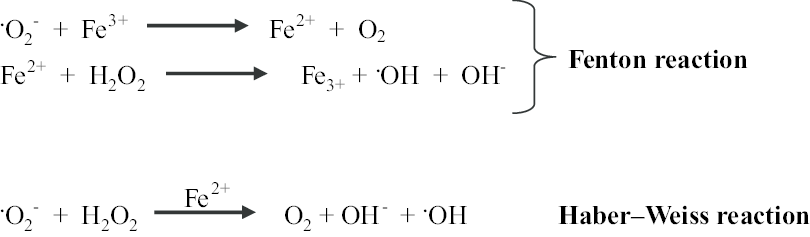 ·O₂⁻ + Fe³⁺ ⟶ Fe²⁺ + O₂
Fe²⁺ + H₂O₂ ⟶ Fe₃₊ + ·OH + OH⁻
Fenton reaction
Fe²⁺
·O₂⁻ + H₂O₂ ⟶ O₂ + OH⁻ + ·OH Haber–Weiss reaction